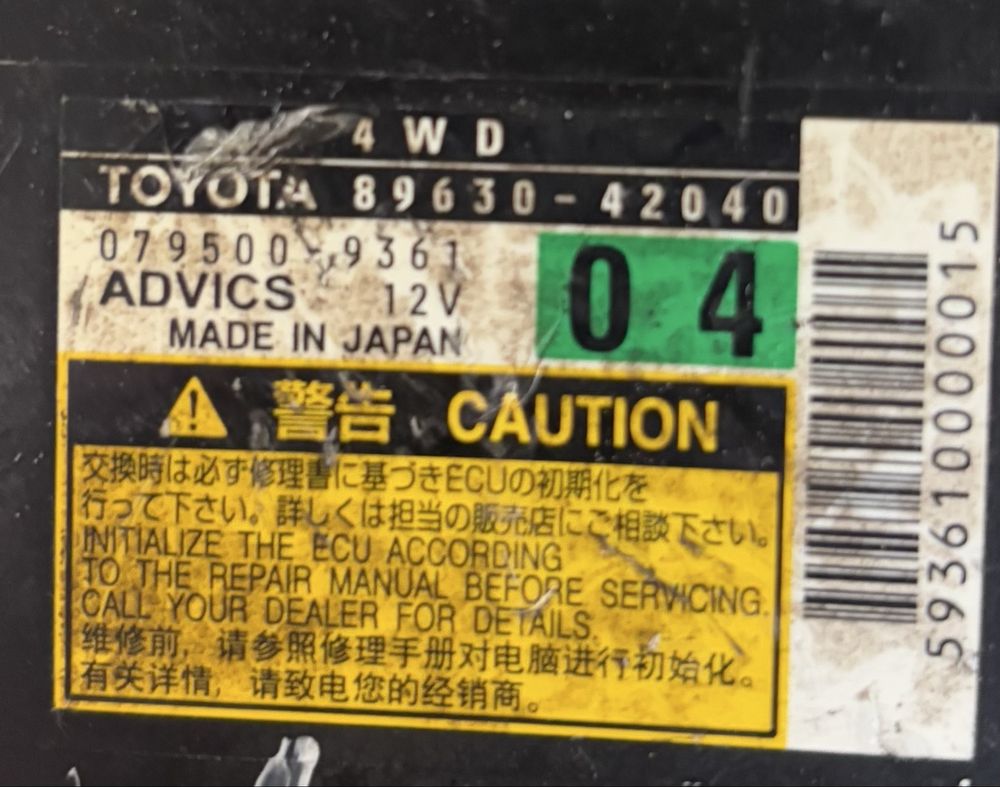 4WD
TOYOTA 89630-42040
079500-9361
ADVICS 12V
MADE IN JAPAN
04
警告 CAUTION
交換時は必ず修理書に基づきECUの初期化を
行って下さい。詳しくは担当の販売店にご相談下さい。
INITIALIZE THE ECU ACCORDING
TO THE REPAIR MANUAL BEFORE SERVICING.
CALL YOUR DEALER FOR DETAILS.
维修前，请参照修理手册对电脑进行初始化。
有关详情，请致电您的经销商。
5936100000015